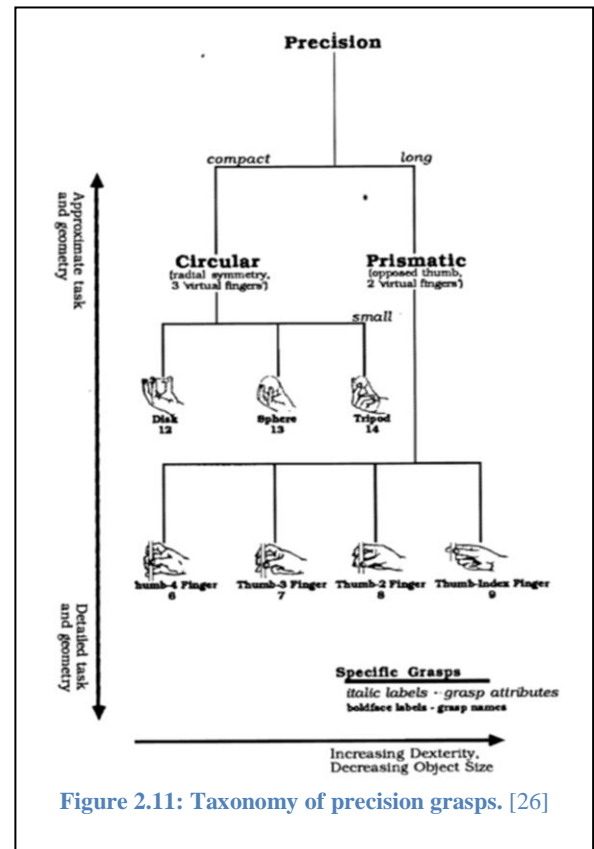 Precision
compact
long
Circular
(radial symmetry,
3 'virtual fingers')
Prismatic
(opposed thumb,
2 'virtual fingers')
small
Disk
12
Sphere
13
Tripod
14
humb-4 Finger
6
Thumb-3 Finger
7
Thumb-2 Finger
8
Thumb-Index Finger
9
Approximate task
and geometry
Detailed task
and geometry
Specific Grasps
italic labels - grasp attributes
boldface labels - grasp names
Increasing Dexterity,
Decreasing Object Size
Figure 2.11: Taxonomy of precision grasps. [26]